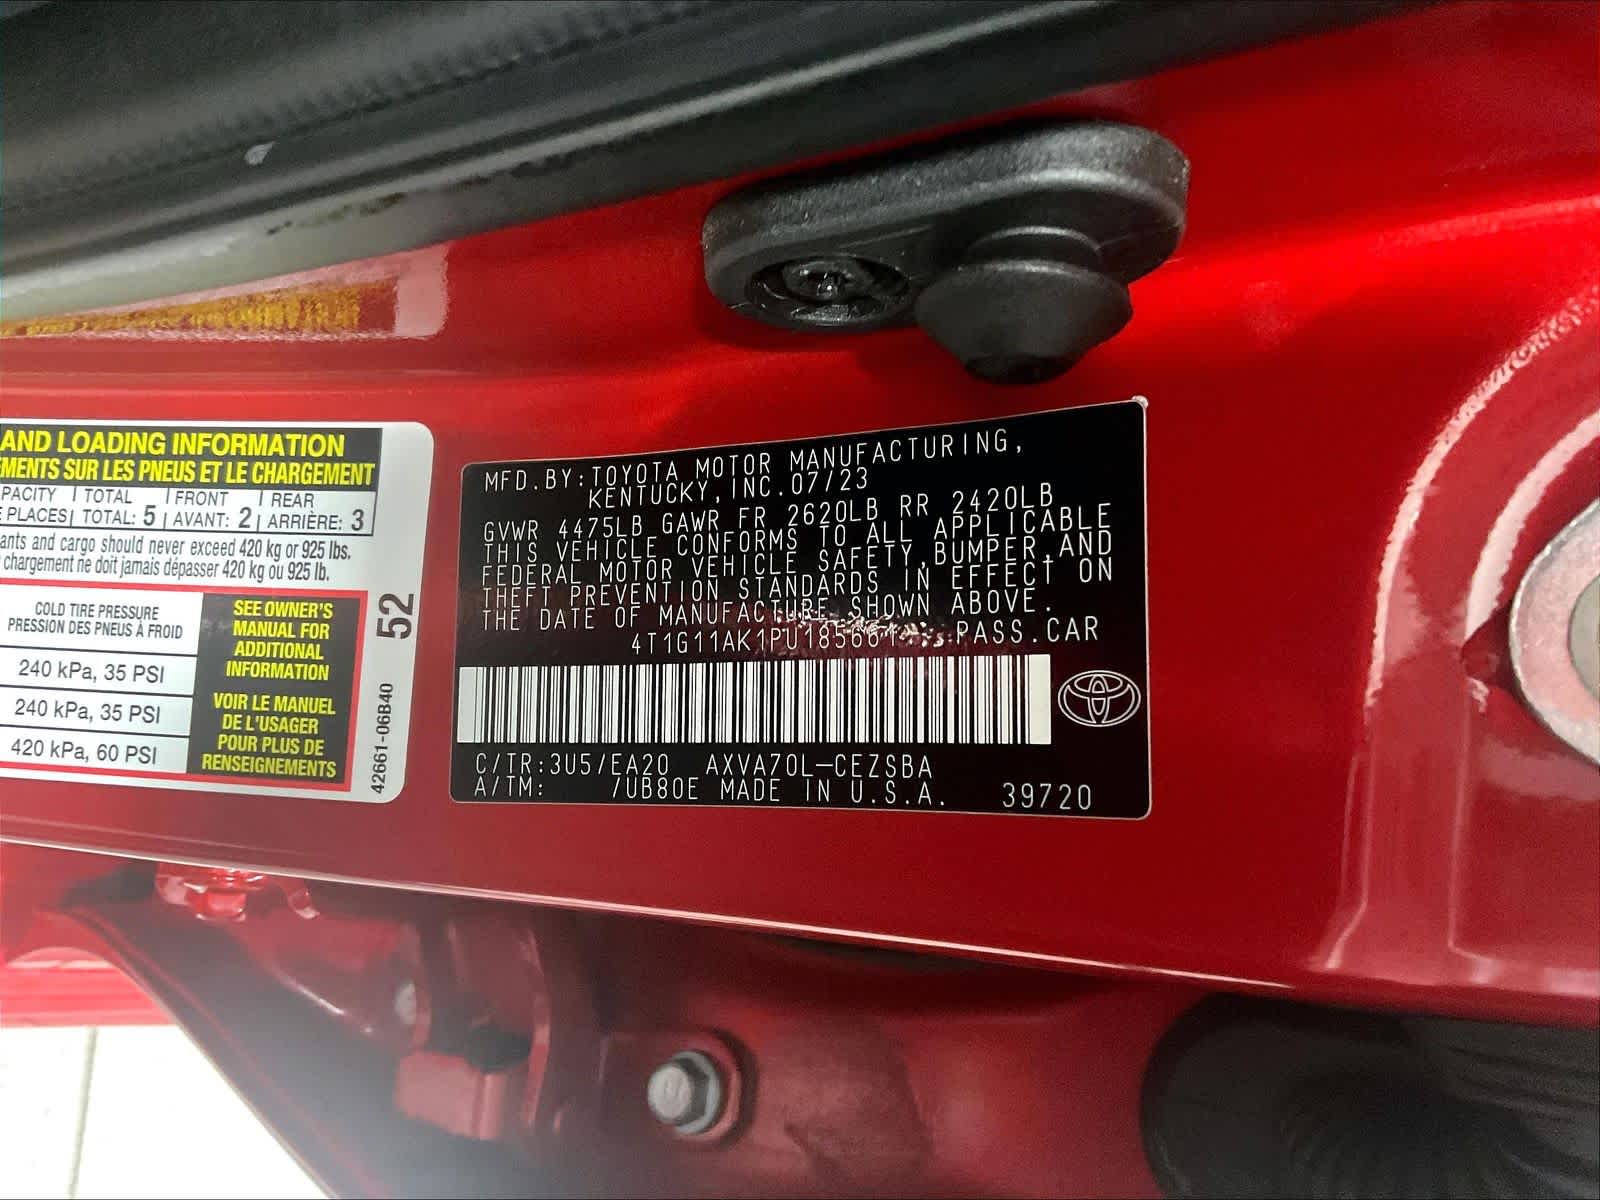 AND LOADING INFORMATION
EMENTS SUR LES PNEUS ET LE CHARGEMENT
PACITY TOTAL FRONT REAR
E PLACES TOTAL: 5 AVANT: 2 ARRIÈRE: 3
ants and cargo should never exceed 420 kg or 925 lbs.
chargement ne doit jamais dépasser 420 kg ou 925 lb.
COLD TIRE PRESSURE
PRESSION DES PNEUS À FROID
240 kPa, 35 PSI
240 kPa, 35 PSI
420 kPa, 60 PSI
SEE OWNER'S
MANUAL FOR
ADDITIONAL
INFORMATION
VOIR LE MANUEL
DE L'USAGER
POUR PLUS DE
RENSEIGNEMENTS
52
42661-06B40
MFD.BY:TOYOTA MOTOR MANUFACTURING,
KENTUCKY,INC.07/23
GVWR 4475LB GAWR FR 2620LB RR 2420LB
THIS VEHICLE CONFORMS TO ALL APPLICABLE
FEDERAL MOTOR VEHICLE SAFETY,BUMPER,AND
THEFT PREVENTION STANDARDS IN EFFECT ON
THE DATE OF MANUFACTURE SHOWN ABOVE.
PASS.CAR
C/TR:3U5/EA20 AXVA70L-CEZSBA
A/TM: /UB80E MADE IN U.S.A. 39720